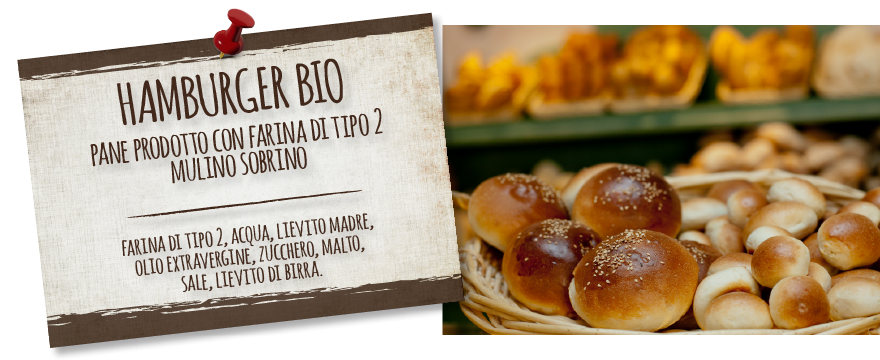 HAMBURGER BIO
PANE PRODOTTO CON FARINA DI TIPO 2
MULINO SOBRINO
FARINA DI TIPO 2, ACQUA, LIEVITO MADRE,
OLIO EXTRAVERGINE, ZUCCHERO, MALTO,
SALE, LIEVITO DI BIRRA.